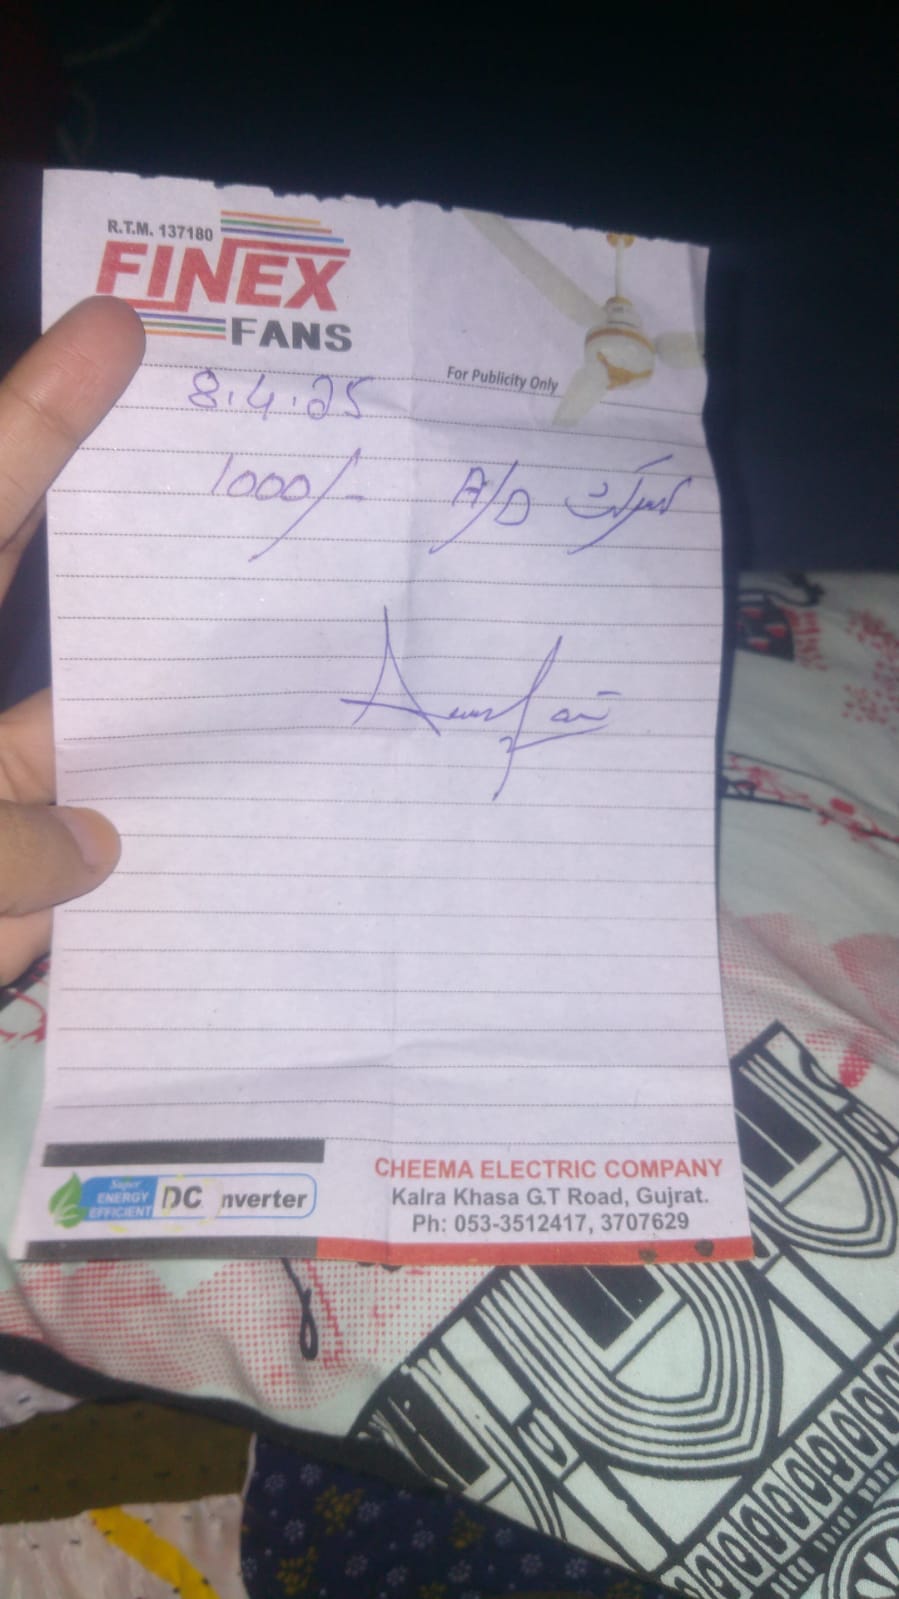 R.T.M. 137180
FINEX
FANS
For Publicity Only
8.4.25
1000/- A/D
Super
ENERGY
EFFICIENT
DC nverter
CHEEMA ELECTRIC COMPANY
Kalra Khasa G.T Road, Gujrat.
Ph: 053-3512417, 3707629